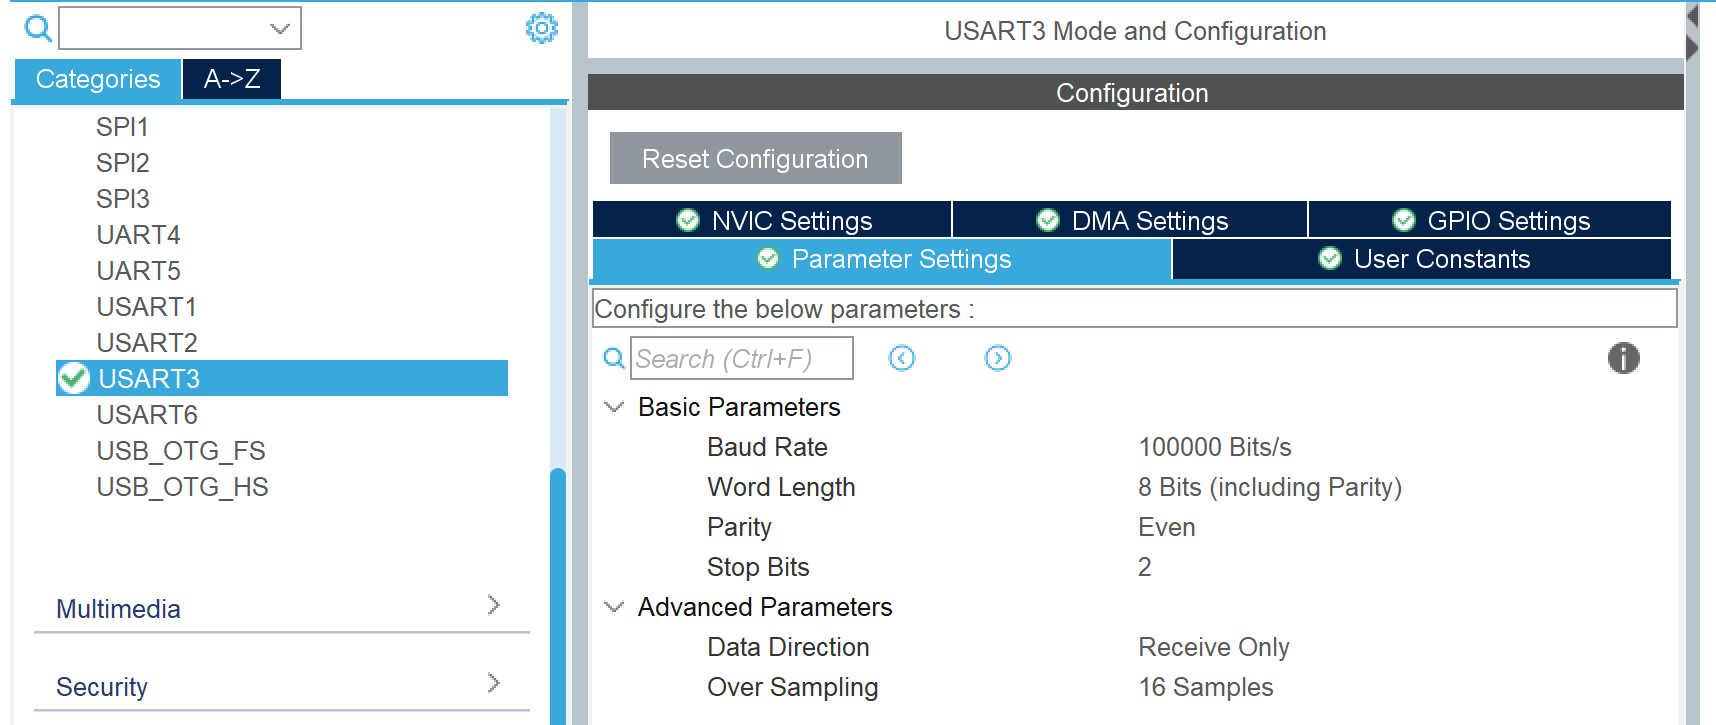 Categories
A->Z
SPI1
SPI2
SPI3
UART4
UART5
USART1
USART2
USART3
USART6
USB_OTG_FS
USB_OTG_HS
Multimedia
Security
USART3 Mode and Configuration
Configuration
Reset Configuration
NVIC Settings
DMA Settings
GPIO Settings
Parameter Settings
User Constants
Configure the below parameters :
Search (Ctrl+F)
Basic Parameters
Baud Rate 100000 Bits/s
Word Length 8 Bits (including Parity)
Parity Even
Stop Bits 2
Advanced Parameters
Data Direction Receive Only
Over Sampling 16 Samples